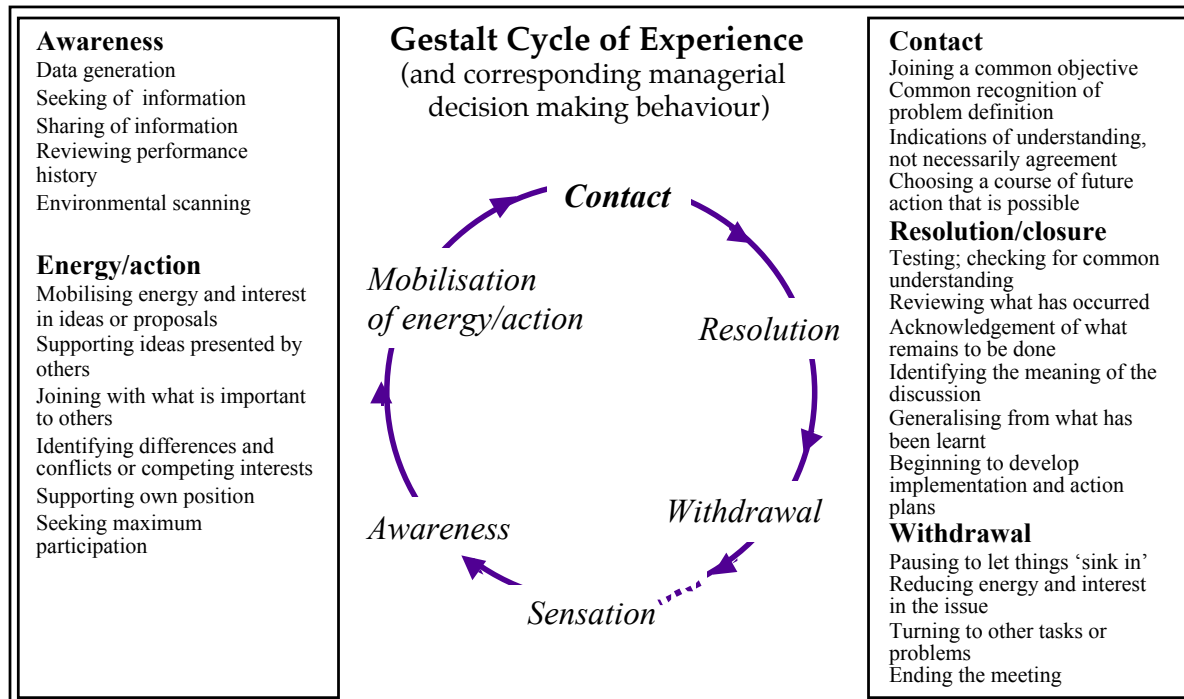 Awareness
Data generation
Seeking of information
Sharing of information
Reviewing performance
history
Environmental scanning
Energy/action
Mobilising energy and interest
in ideas or proposals
Supporting ideas presented by
others
Joining with what is important
to others
Identifying differences and
conflicts or competing interests
Supporting own position
Seeking maximum
participation
Gestalt Cycle of Experience
(and corresponding managerial
decision making behaviour)
Contact
Mobilisation
of energy/action
Resolution
Awareness
Withdrawal
Sensation
Contact
Joining a common objective
Common recognition of
problem definition
Indications of understanding,
not necessarily agreement
Choosing a course of future
action that is possible
Resolution/closure
Testing; checking for common
understanding
Reviewing what has occurred
Acknowledgement of what
remains to be done
Identifying the meaning of the
discussion
Generalising from what has
been learnt
Beginning to develop
implementation and action
plans
Withdrawal
Pausing to let things ‘sink in’
Reducing energy and interest
in the issue
Turning to other tasks or
problems
Ending the meeting